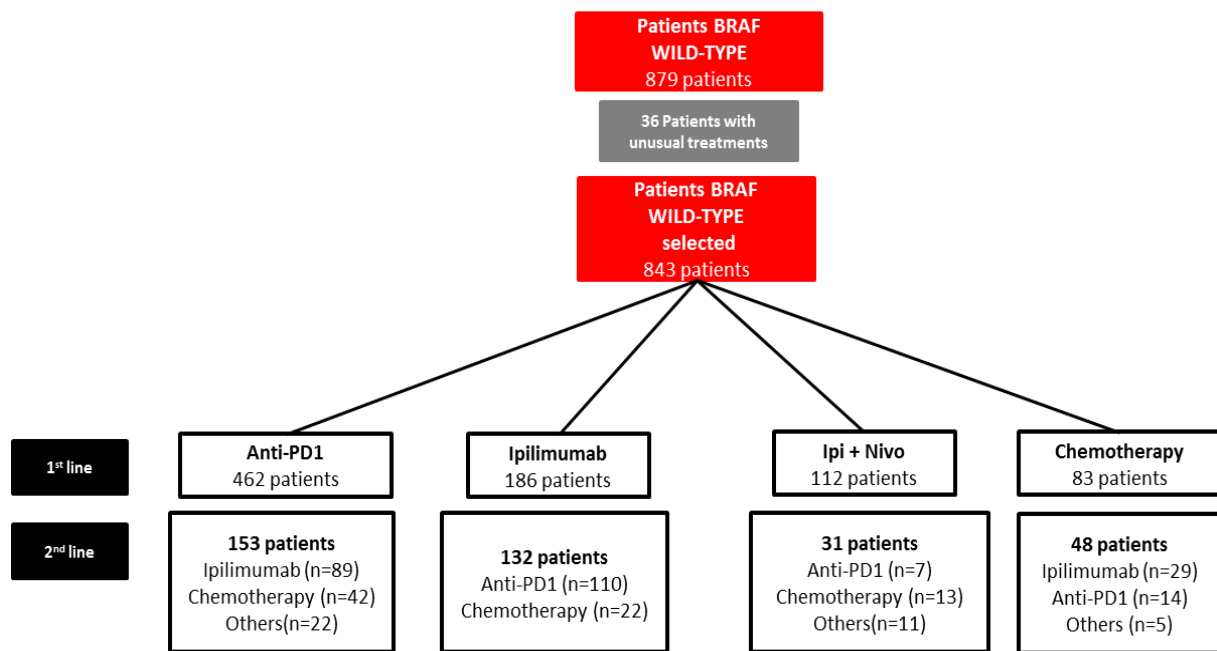 Patients BRAF
WILD-TYPE
879 patients
36 Patients with
unusual treatments
Patients BRAF
WILD-TYPE
selected
843 patients
1st line
Anti-PD1
462 patients
Ipilimumab
186 patients
Ipi + Nivo
112 patients
Chemotherapy
83 patients
2nd line
153 patients
Ipilimumab (n=89)
Chemotherapy (n=42)
Others(n=22)
132 patients
Anti-PD1 (n=110)
Chemotherapy (n=22)
31 patients
Anti-PD1 (n=7)
Chemotherapy (n=13)
Others(n=11)
48 patients
Ipilimumab (n=29)
Anti-PD1 (n=14)
Others (n=5)